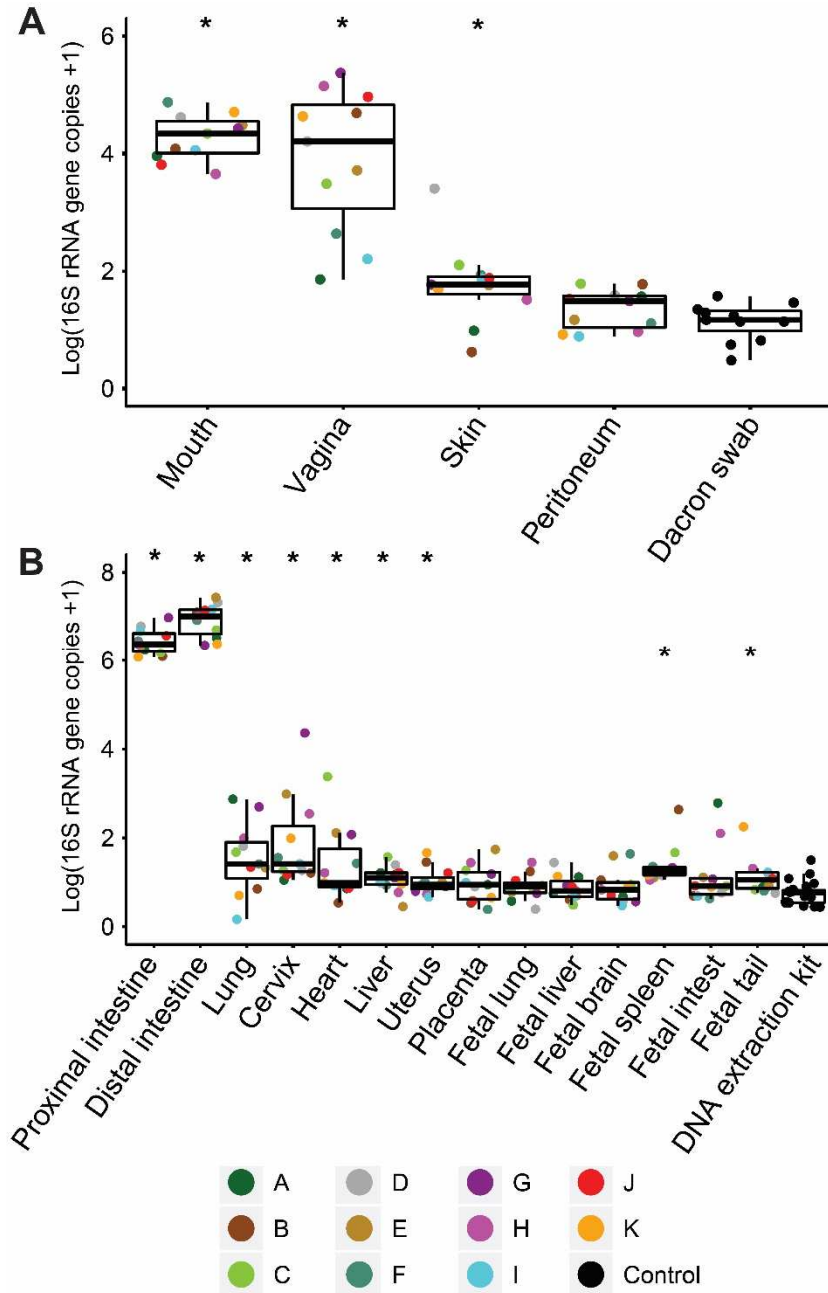 A
Log(16S rRNA gene copies +1)
6
4
2
0
* * *
Mouth
Vagina
Skin
Peritoneum
Dacron swab
B
Log(16S rRNA gene copies +1)
8
6
4
2
0
* * * * * * *
* *
Proximal intestine
Distal intestine
Lung
Cervix
Heart
Liver
Uterus
Placenta
Fetal lung
Fetal liver
Fetal brain
Fetal spleen
Fetal intest
Fetal tail
DNA extraction kit
A D G J
B E H K
C F I Control